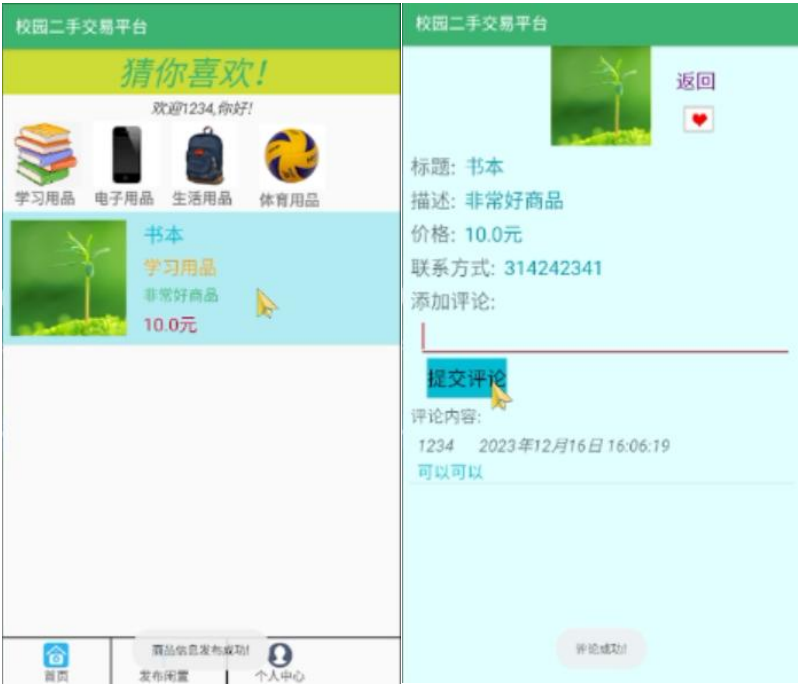 校园二手交易平台
猜你喜欢!
欢迎1234,你好!
学习用品 电子用品 生活用品 体育用品
书本
学习用品
非常好商品
10.0元
商品信息发布成功!
首页 发布闲置 个人中心
校园二手交易平台
返回
标题: 书本
描述: 非常好商品
价格: 10.0元
联系方式: 314242341
添加评论:
提交评论
评论内容:
1234 2023年12月16日 16:06:19
可以可以
评论成功!